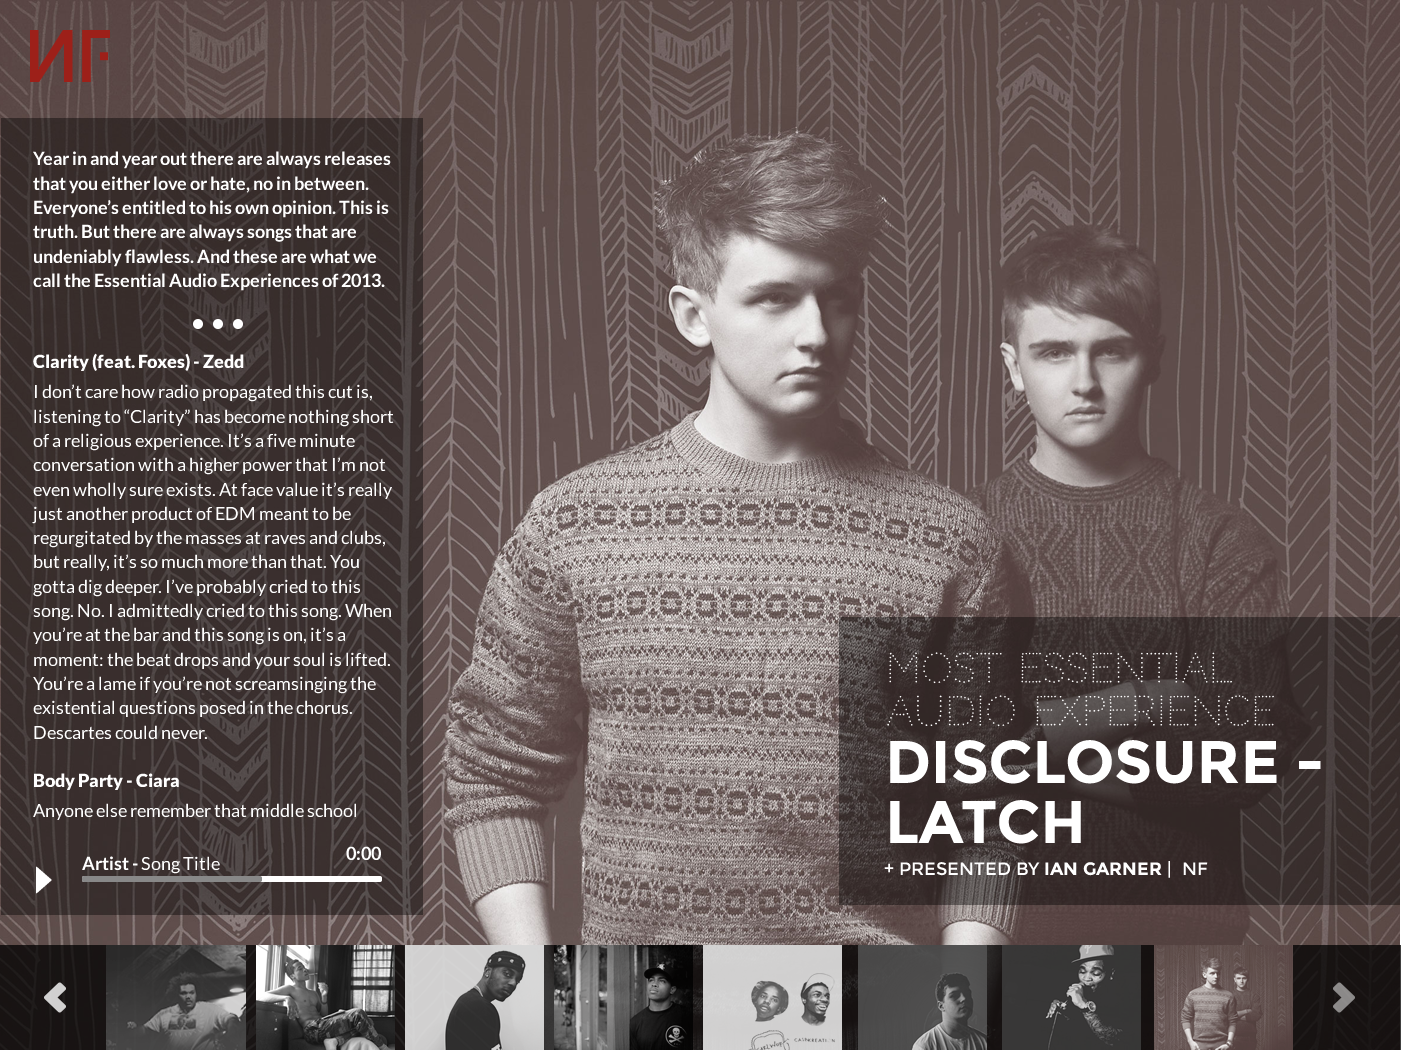 NF
Year in and year out there are always releases
that you either love or hate, no in between.
Everyone’s entitled to his own opinion. This is
truth. But there are always songs that are
undeniably flawless. And these are what we
call the Essential Audio Experiences of 2013.
Clarity (feat. Foxes) - Zedd
I don’t care how radio propagated this cut is,
listening to “Clarity” has become nothing short
of a religious experience. It’s a five minute
conversation with a higher power that I’m not
even wholly sure exists. At face value it’s really
just another product of EDM meant to be
regurgitated by the masses at raves and clubs,
but really, it’s so much more than that. You
gotta dig deeper. I’ve probably cried to this
song. No. I admittedly cried to this song. When
you’re at the bar and this song is on, it’s a
moment: the beat drops and your soul is lifted.
You’re a lame if you’re not screamsinging the
existential questions posed in the chorus.
Descartes could never.
Body Party - Ciara
Anyone else remember that middle school
0:00
Artist - Song Title
MOST ESSENTIAL
AUDIO EXPERIENCE
DISCLOSURE -
LATCH
+ PRESENTED BY IAN GARNER | NF